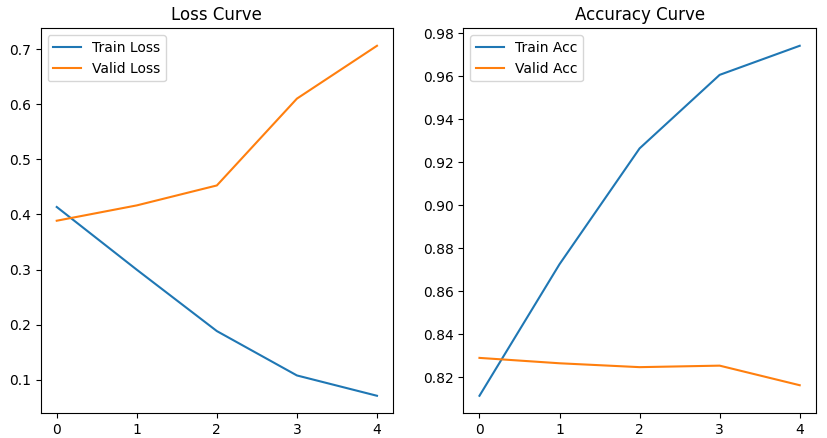 Loss Curve
Train Loss
Valid Loss
0.7
0.6
0.5
0.4
0.3
0.2
0.1
0 1 2 3 4
Accuracy Curve
Train Acc
Valid Acc
0.98
0.96
0.94
0.92
0.90
0.88
0.86
0.84
0.82
0 1 2 3 4